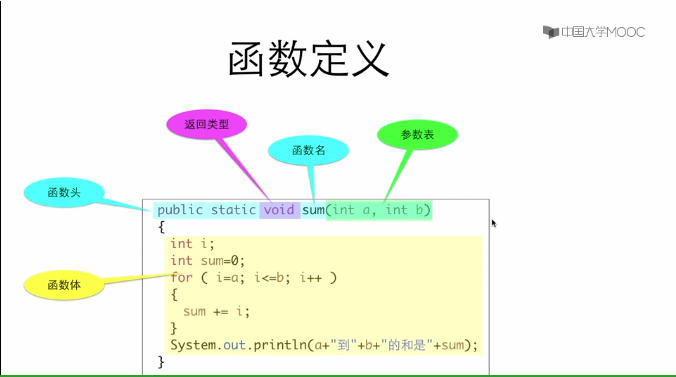 中国大学MOOC
函数定义
返回类型
函数名
参数表
函数头
public static void sum(int a, int b)
{
int i;
int sum=0;
函数体
for ( i=a; i<=b; i++ )
{
sum += i;
}
System.out.println(a+"到"+b+"的和是"+sum);
}